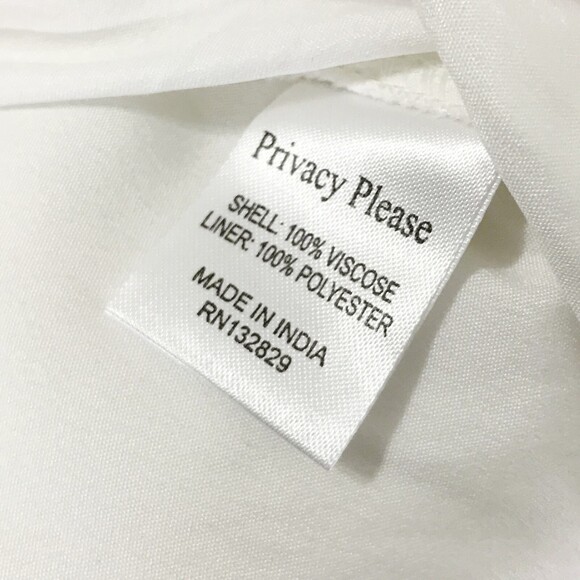 Privacy Please
SHELL: 100% VISCOSE
LINER: 100% POLYESTER
MADE IN INDIA
RN132829